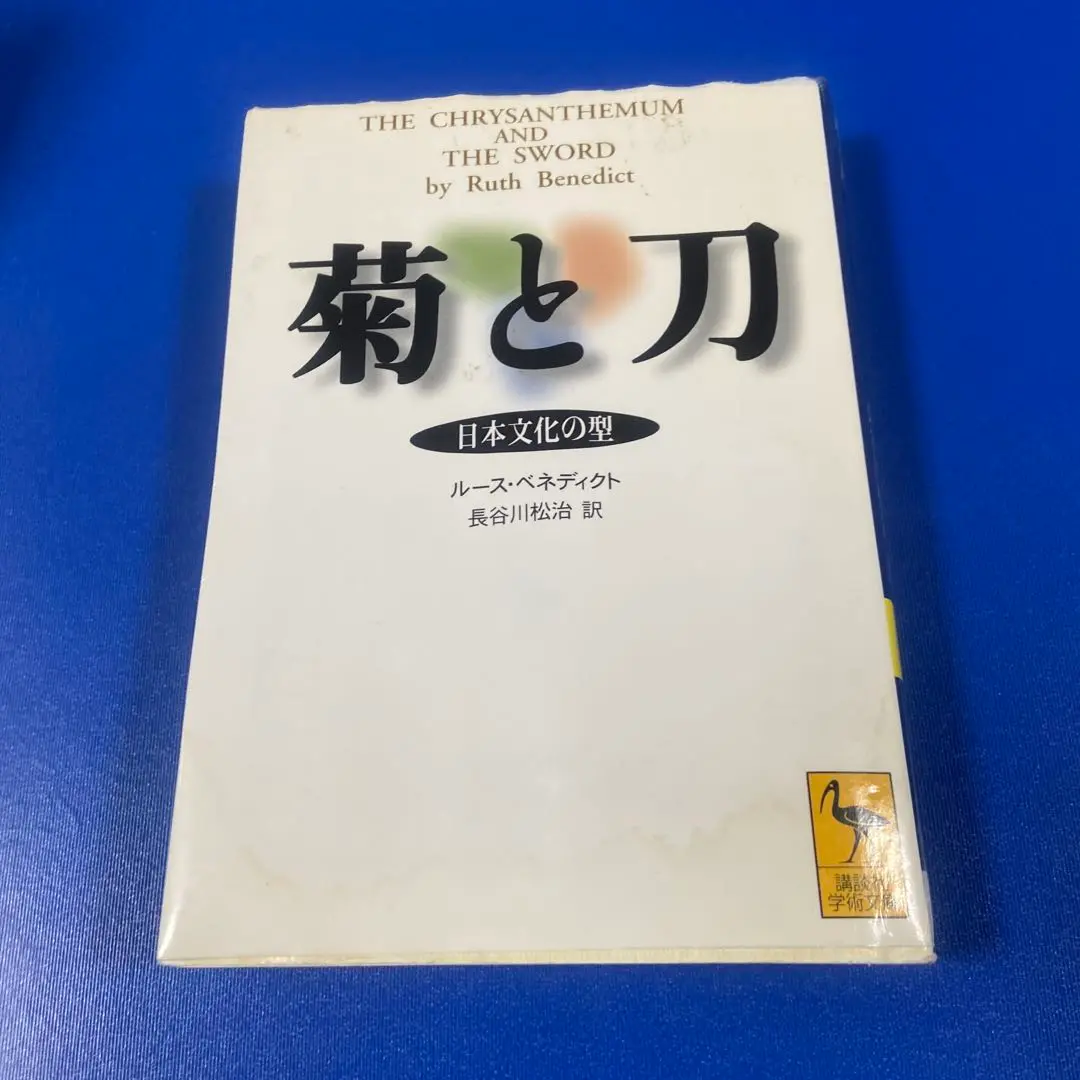 THE CHRYSANTHEMUM
AND
THE SWORD
by Ruth Benedict
菊と刀
日本文化の型
ルース・ベネディクト
長谷川松治 訳
講談社
学術文庫